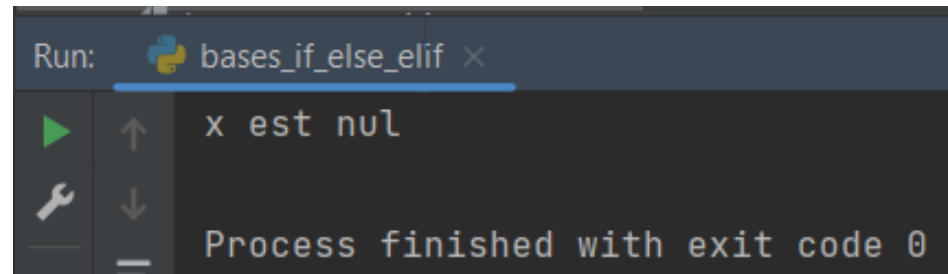 Run: bases_if_else_elif
x est nul
Process finished with exit code 0